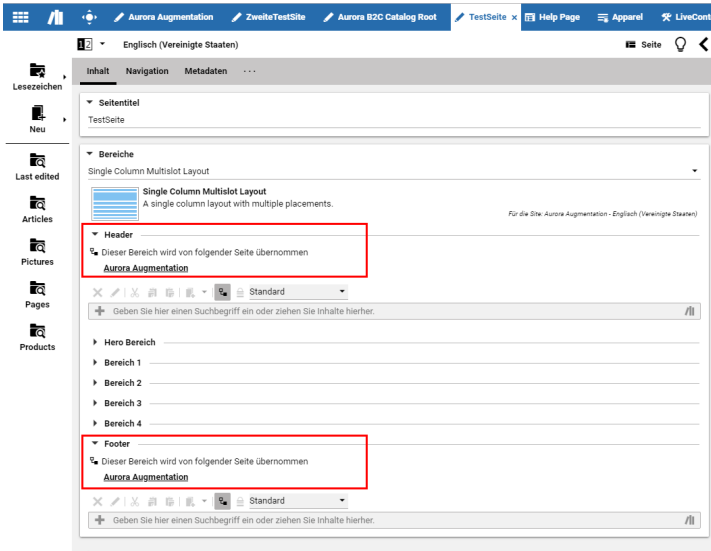 Aurora Augmentation
ZweiteTestSite
Aurora B2C Catalog Root
TestSeite ×
Help Page
Apparel
LiveCont
12
Englisch (Vereinigte Staaten)
Seite
Lesezeichen
Neu
Last edited
Articles
Pictures
Pages
Products
Inhalt Navigation Metadaten ···
Seitentitel
TestSeite
Bereiche
Single Column Multislot Layout
Single Column Multislot Layout
A single column layout with multiple placements.
Für die Site: Aurora Augmentation - Englisch (Vereinigte Staaten)
Header
Dieser Bereich wird von folgender Seite übernommen
Aurora Augmentation
Standard
Geben Sie hier einen Suchbegriff ein oder ziehen Sie Inhalte hierher.
Hero Bereich
Bereich 1
Bereich 2
Bereich 3
Bereich 4
Footer
Dieser Bereich wird von folgender Seite übernommen
Aurora Augmentation
Standard
Geben Sie hier einen Suchbegriff ein oder ziehen Sie Inhalte hierher.